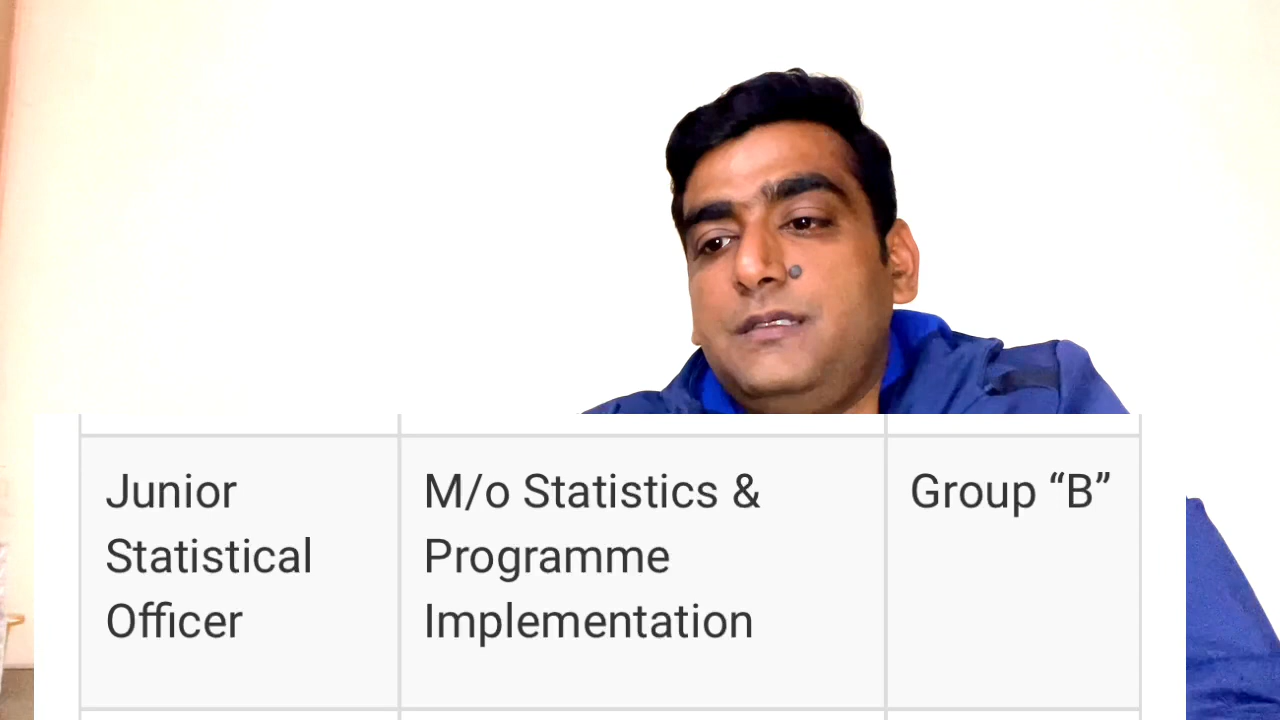 Junior
Statistical
Officer
M/o Statistics &
Programme
Implementation
Group “B”